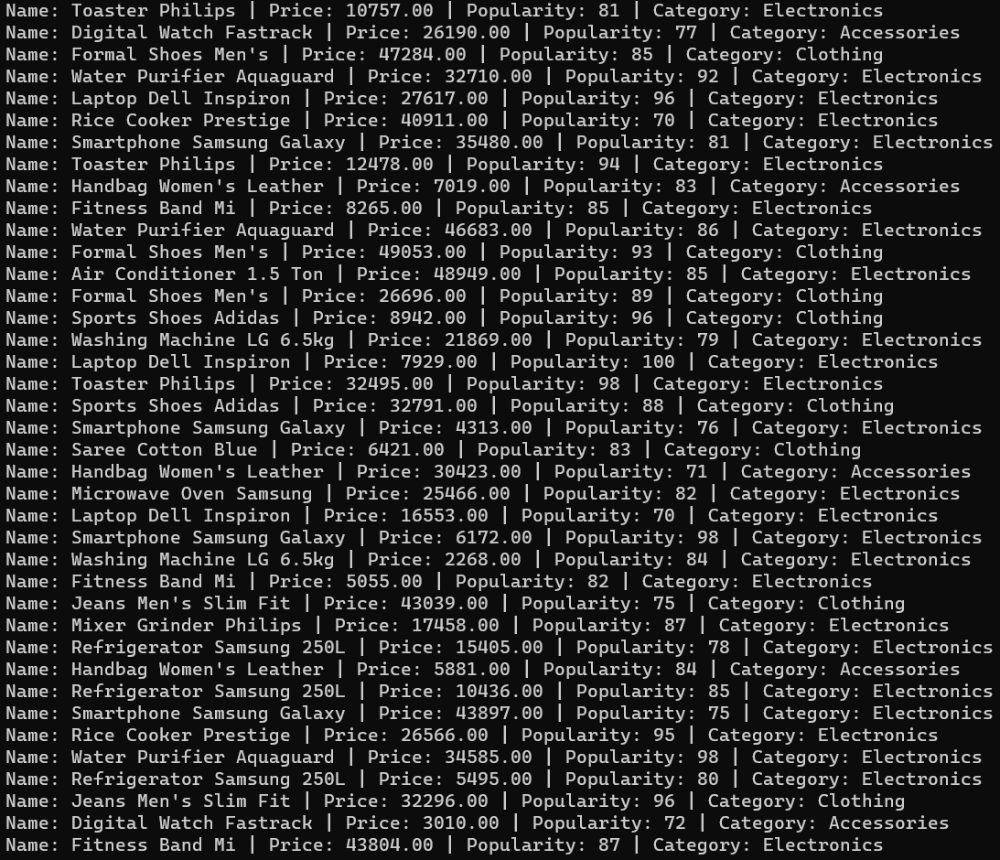 Name: Toaster Philips | Price: 10757.00 | Popularity: 81 | Category: Electronics
Name: Digital Watch Fastrack | Price: 26190.00 | Popularity: 77 | Category: Accessories
Name: Formal Shoes Men's | Price: 47284.00 | Popularity: 85 | Category: Clothing
Name: Water Purifier Aquaguard | Price: 32710.00 | Popularity: 92 | Category: Electronics
Name: Laptop Dell Inspiron | Price: 27617.00 | Popularity: 96 | Category: Electronics
Name: Rice Cooker Prestige | Price: 40911.00 | Popularity: 70 | Category: Electronics
Name: Smartphone Samsung Galaxy | Price: 35480.00 | Popularity: 81 | Category: Electronics
Name: Toaster Philips | Price: 12478.00 | Popularity: 94 | Category: Electronics
Name: Handbag Women's Leather | Price: 7019.00 | Popularity: 83 | Category: Accessories
Name: Fitness Band Mi | Price: 8265.00 | Popularity: 85 | Category: Electronics
Name: Water Purifier Aquaguard | Price: 46683.00 | Popularity: 86 | Category: Electronics
Name: Formal Shoes Men's | Price: 49053.00 | Popularity: 93 | Category: Clothing
Name: Air Conditioner 1.5 Ton | Price: 48949.00 | Popularity: 85 | Category: Electronics
Name: Formal Shoes Men's | Price: 26696.00 | Popularity: 89 | Category: Clothing
Name: Sports Shoes Adidas | Price: 8942.00 | Popularity: 96 | Category: Clothing
Name: Washing Machine LG 6.5kg | Price: 21869.00 | Popularity: 79 | Category: Electronics
Name: Laptop Dell Inspiron | Price: 7929.00 | Popularity: 100 | Category: Electronics
Name: Toaster Philips | Price: 32495.00 | Popularity: 98 | Category: Electronics
Name: Sports Shoes Adidas | Price: 32791.00 | Popularity: 88 | Category: Clothing
Name: Smartphone Samsung Galaxy | Price: 4313.00 | Popularity: 76 | Category: Electronics
Name: Saree Cotton Blue | Price: 6421.00 | Popularity: 83 | Category: Clothing
Name: Handbag Women's Leather | Price: 30423.00 | Popularity: 71 | Category: Accessories
Name: Microwave Oven Samsung | Price: 25466.00 | Popularity: 82 | Category: Electronics
Name: Laptop Dell Inspiron | Price: 16553.00 | Popularity: 70 | Category: Electronics
Name: Smartphone Samsung Galaxy | Price: 6172.00 | Popularity: 98 | Category: Electronics
Name: Washing Machine LG 6.5kg | Price: 2268.00 | Popularity: 84 | Category: Electronics
Name: Fitness Band Mi | Price: 5055.00 | Popularity: 82 | Category: Electronics
Name: Jeans Men's Slim Fit | Price: 43039.00 | Popularity: 75 | Category: Clothing
Name: Mixer Grinder Philips | Price: 17458.00 | Popularity: 87 | Category: Electronics
Name: Refrigerator Samsung 250L | Price: 15405.00 | Popularity: 78 | Category: Electronics
Name: Handbag Women's Leather | Price: 5881.00 | Popularity: 84 | Category: Accessories
Name: Refrigerator Samsung 250L | Price: 10436.00 | Popularity: 85 | Category: Electronics
Name: Smartphone Samsung Galaxy | Price: 43897.00 | Popularity: 75 | Category: Electronics
Name: Rice Cooker Prestige | Price: 26566.00 | Popularity: 95 | Category: Electronics
Name: Water Purifier Aquaguard | Price: 34585.00 | Popularity: 98 | Category: Electronics
Name: Refrigerator Samsung 250L | Price: 5495.00 | Popularity: 80 | Category: Electronics
Name: Jeans Men's Slim Fit | Price: 32296.00 | Popularity: 96 | Category: Clothing
Name: Digital Watch Fastrack | Price: 3010.00 | Popularity: 72 | Category: Accessories
Name: Fitness Band Mi | Price: 43804.00 | Popularity: 87 | Category: Electronics